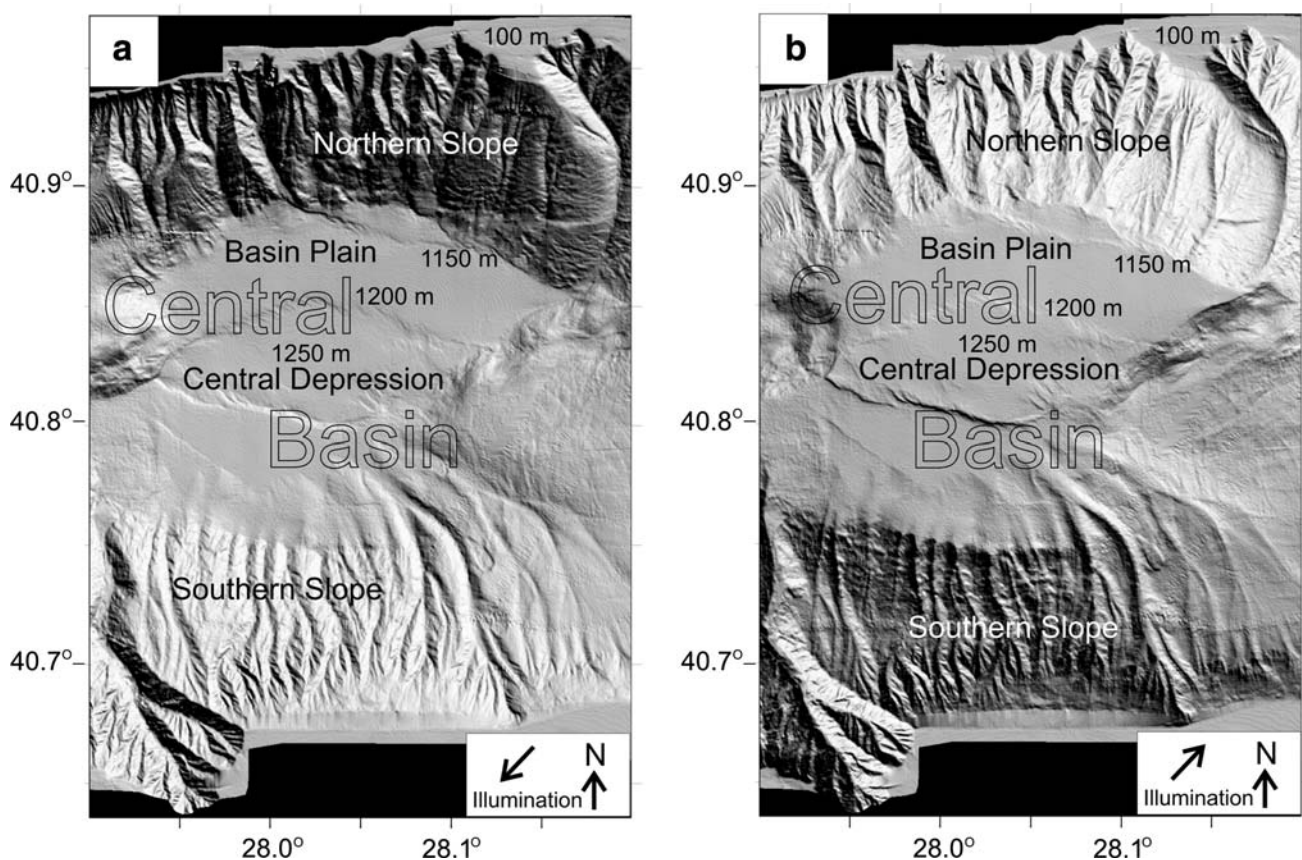 a
100 m
Northern Slope
40.9°
Basin Plain
1150 m
Central
1200 m
1250 m
Central Depression
40.8°
Basin
Southern Slope
40.7°
N
Illumination
28.0°
28.1°
b
100 m
Northern Slope
40.9°
Basin Plain
1150 m
Central
1200 m
1250 m
Central Depression
40.8°
Basin
Southern Slope
40.7°
N
Illumination
28.0°
28.1°